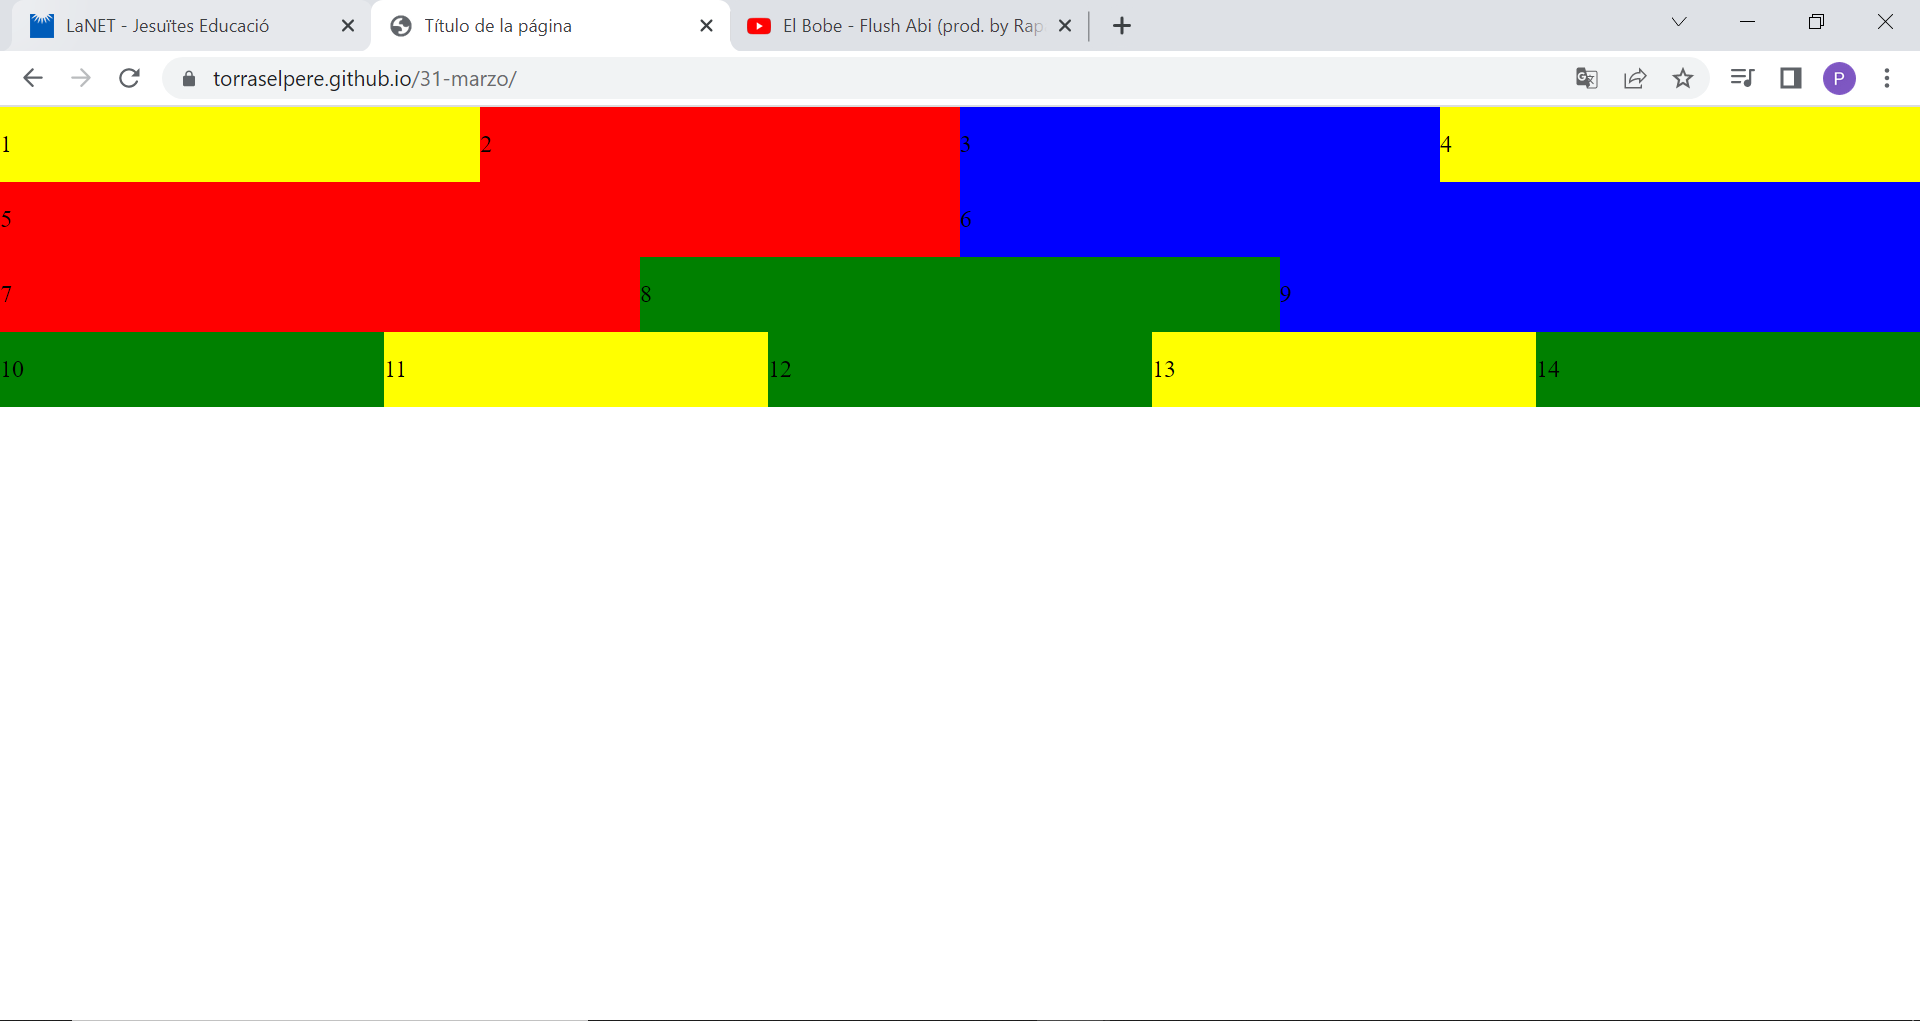 LaNET - Jesuïtes Educació
Título de la página
El Bobe - Flush Abi (prod. by Rap
torraselpere.github.io/31-marzo/
P
1 2 3 4
5 6
7 8 9
10 11 12 13 14